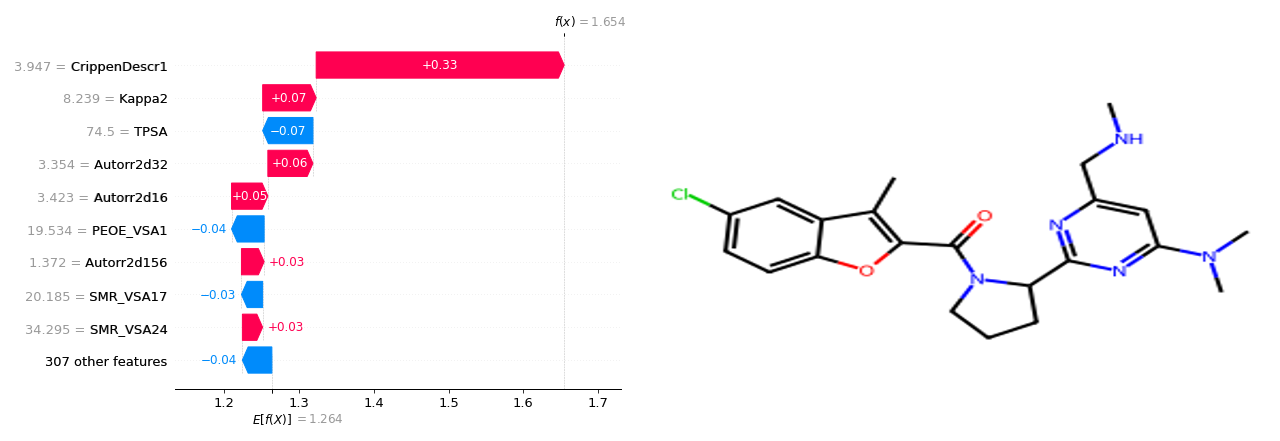 f(x) = 1.654
3.947 = CrippenDescr1
+0.33
8.239 = Kappa2
+0.07
74.5 = TPSA
−0.07
3.354 = Autorr2d32
+0.06
3.423 = Autorr2d16
+0.05
19.534 = PEOE_VSA1
−0.04
1.372 = Autorr2d156
+0.03
20.185 = SMR_VSA17
−0.03
34.295 = SMR_VSA24
+0.03
307 other features
−0.04
1.2 1.3 1.4 1.5 1.6 1.7
E[f(X)] = 1.264
NH
Cl
O
N
N
O
N
N
N